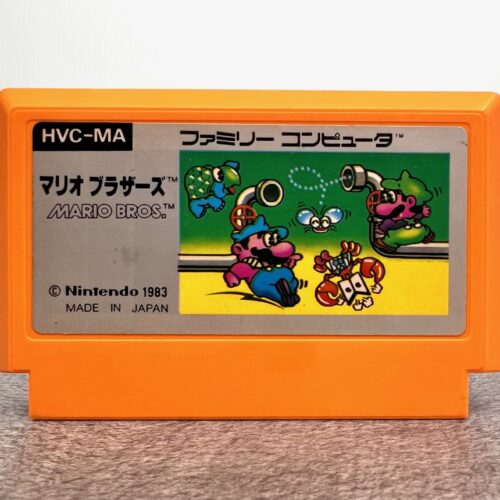 HVC-MA
ファミリー コンピュータ™
マリオ ブラザーズ™
MARIO BROS.™
© Nintendo 1983
MADE IN JAPAN